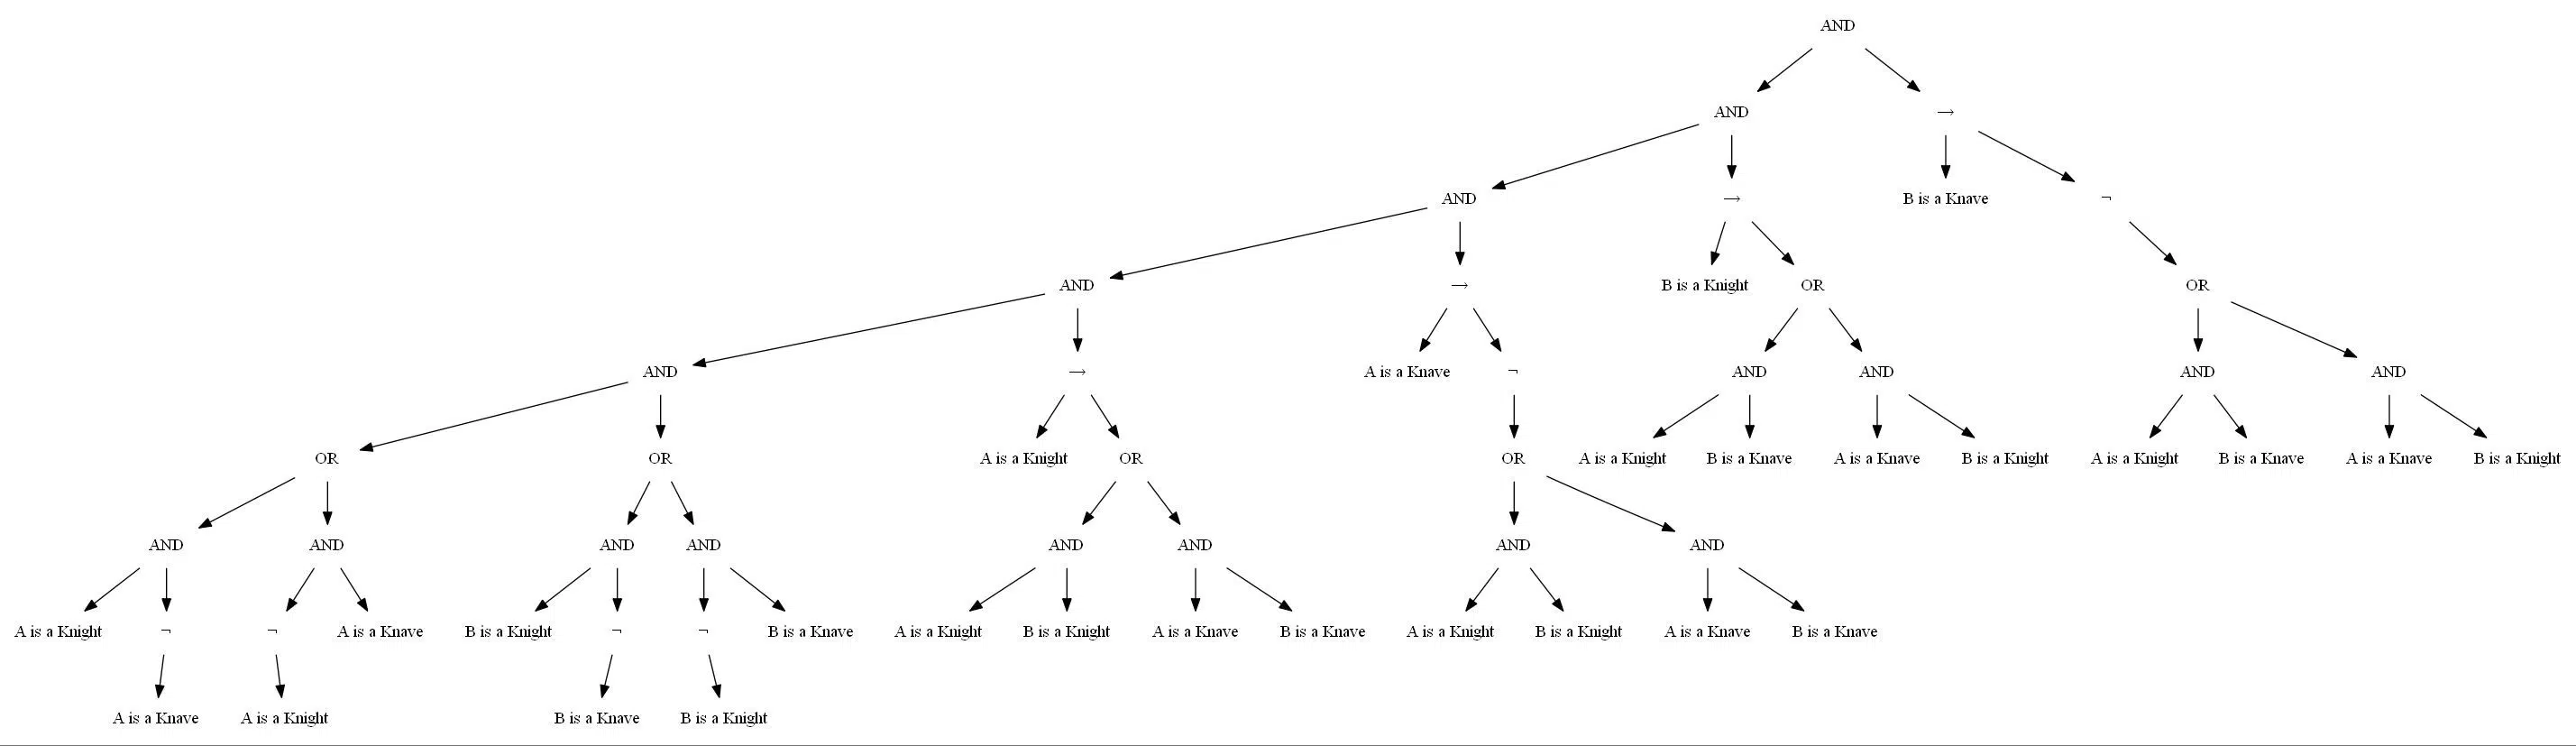 AND
AND →
AND → B is a Knave ¬
AND → B is a Knight OR OR
AND → A is a Knave ¬ AND AND AND AND
OR OR A is a Knight OR OR A is a Knight B is a Knave A is a Knave B is a Knight A is a Knight B is a Knave A is a Knave B is a Knight
AND AND AND AND AND AND AND AND
A is a Knight ¬ ¬ A is a Knave B is a Knight ¬ ¬ B is a Knave A is a Knight B is a Knight A is a Knave B is a Knave A is a Knight B is a Knight A is a Knave B is a Knave
A is a Knave A is a Knight B is a Knave B is a Knight